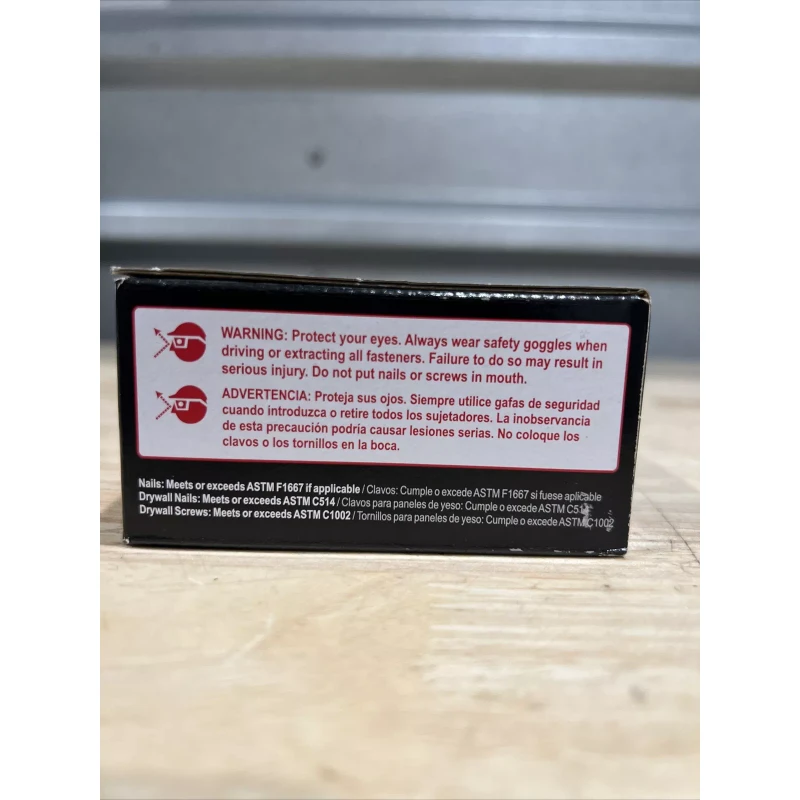 WARNING: Protect your eyes. Always wear safety goggles when
driving or extracting all fasteners. Failure to do so may result in
serious injury. Do not put nails or screws in mouth.
ADVERTENCIA: Proteja sus ojos. Siempre utilice gafas de seguridad
cuando introduzca o retire todos los sujetadores. La inobservancia
de esta precaución podría causar lesiones serias. No coloque los
clavos o los tornillos en la boca.
Nails: Meets or exceeds ASTM F1667 if applicable / Clavos: Cumple o excede ASTM F1667 si fuese aplicable
Drywall Nails: Meets or exceeds ASTM C514 / Clavos para paneles de yeso: Cumple o excede ASTM C514
Drywall Screws: Meets or exceeds ASTM C1002 / Tornillos para paneles de yeso: Cumple o excede ASTM C1002